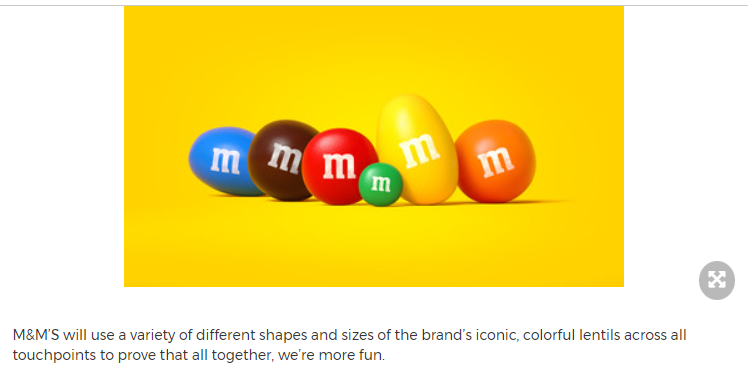 m m m m m m
M&M'S will use a variety of different shapes and sizes of the brand's iconic, colorful lentils across all
touchpoints to prove that all together, we're more fun.